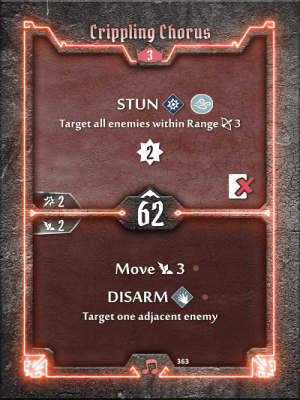 Crippling Chorus
3
STUN
Target all enemies within Range 3
2
2
62
2
Move 3
DISARM
Target one adjacent enemy
363